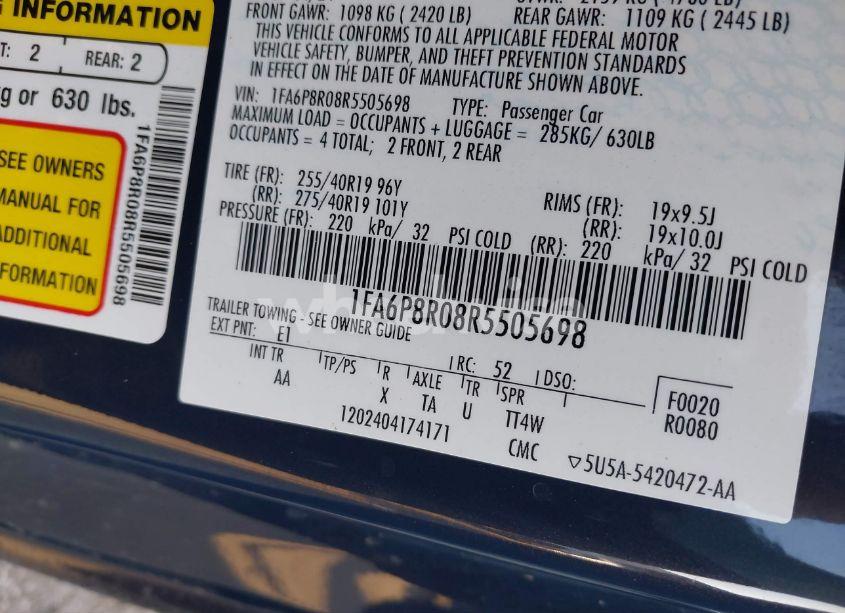 G INFORMATION
T: 2 REAR: 2
kg or 630 lbs.
SEE OWNERS
MANUAL FOR
ADDITIONAL
INFORMATION
1FA6P8R08R5505698
FRONT GAWR: 1098 KG ( 2420 LB) REAR GAWR: 1109 KG ( 2445 LB)
THIS VEHICLE CONFORMS TO ALL APPLICABLE FEDERAL MOTOR
VEHICLE SAFETY, BUMPER, AND THEFT PREVENTION STANDARDS
IN EFFECT ON THE DATE OF MANUFACTURE SHOWN ABOVE.
VIN: 1FA6P8R08R5505698 TYPE: Passenger Car
MAXIMUM LOAD = OCCUPANTS + LUGGAGE = 285KG/ 630LB
OCCUPANTS = 4 TOTAL; 2 FRONT, 2 REAR
TIRE (FR): 255/40R19 96Y RIMS (FR): 19x9.5J
(RR): 275/40R19 101Y (RR): 19x10.0J
PRESSURE (FR): 220 kPa/ 32 PSI COLD (RR): 220 kPa/ 32 PSI COLD
1FA6P8R08R5505698
TRAILER TOWING - SEE OWNER GUIDE
EXT PNT: E1 RC: 52 DSO:
INT TR TP/PS R AXLE TR SPR
AA X TA U TT4W
F0020
R0080
1202404174171 CMC
5U5A-5420472-AA